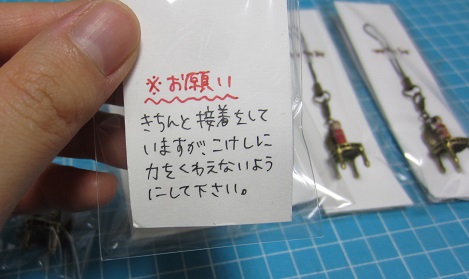 ※お願い
きちんと接着をして
いますが、こけしに
力をくわえないよう
にして下さい。